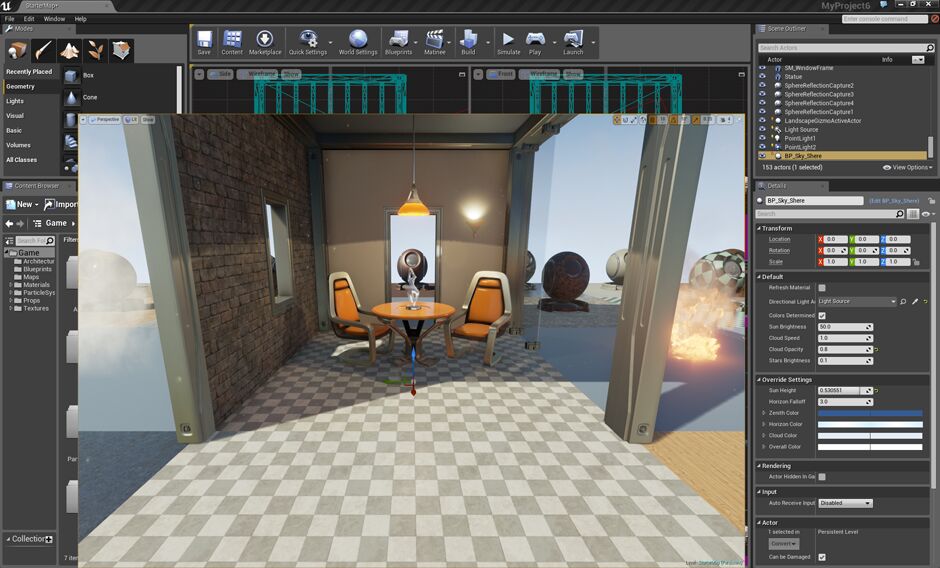 StarterMap*
MyProject6
File Edit Window Help
Enter console command
Modes
Save Content Marketplace Quick Settings World Settings Blueprints Matinee Build Simulate Play Launch
Scene Outliner
Search Actors
Actor Info
Recently Placed
Geometry
Lights
Visual
Basic
Volumes
All Classes
Box
Cone
Side Wireframe Show
Front Wireframe Show
Perspective Lit Show
SM_WindowFrame
Statue
SphereReflectionCapture2
SphereReflectionCapture3
SphereReflectionCapture4
SphereReflectionCapture1
LandscapeGizmoActiveActor
Light Source
PointLight1
PointLight2
BP_Sky_Shere
153 actors (1 selected) View Options
Content Browser
New Import
Game
Search Fol
Filters
Game
Architectur
Blueprints
Maps
Materials
ParticleSys
Props
Textures
Par
Collection
7 item
Details
BP_Sky_Shere (Edit BP_Sky_Shere)
Search
Transform
Location X 0.0 Y 0.0 Z 0.0
Rotation X 0.0 Y 0.0 Z 0.0
Scale X 1.0 Y 1.0 Z 1.0
Default
Refresh Material
Directional Light A Light Source
Colors Determined
Sun Brightness 50.0
Cloud Speed 1.0
Cloud Opacity 0.8
Stars Brightness 0.1
Override Settings
Sun Height 0.530551
Horizon Falloff 3.0
Zenith Color
Horizon Color
Cloud Color
Overall Color
Rendering
Actor Hidden In Ga
Input
Auto Receive Input Disabled
Actor
1 selected in Persistent Level
Convert
Can be Damaged